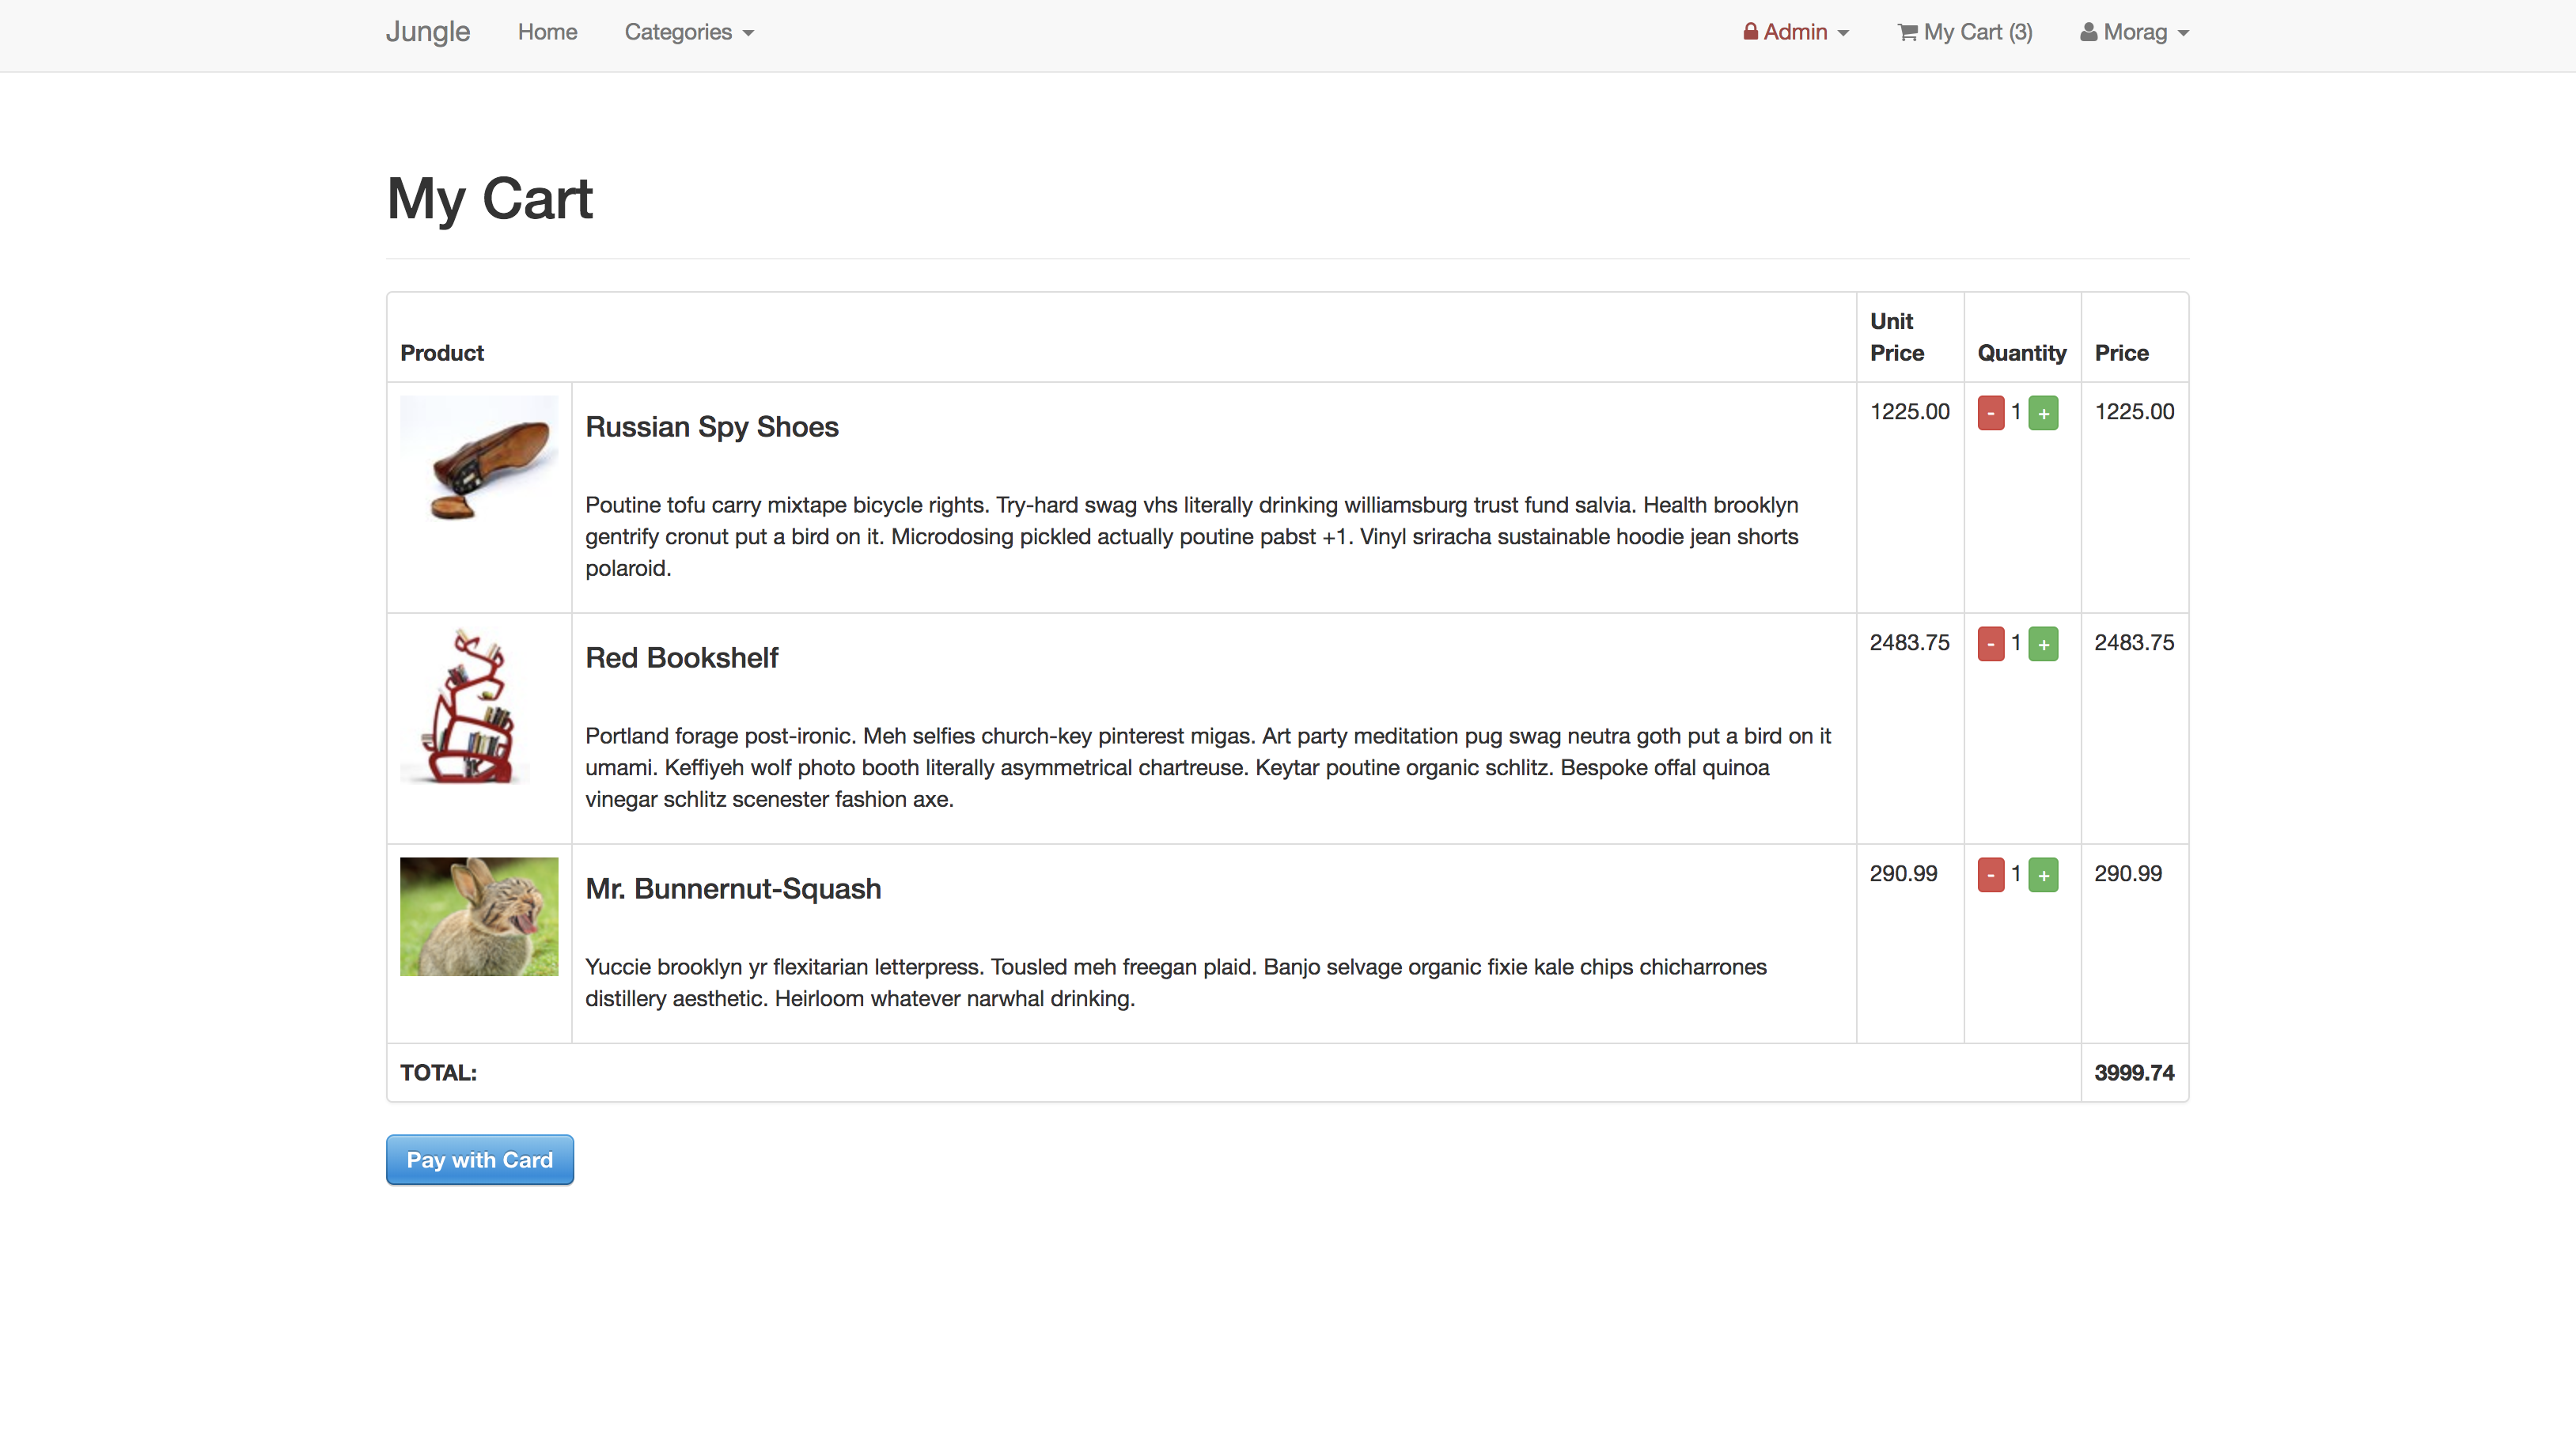 Jungle Home Categories Admin My Cart (3) Morag
My Cart
Product Unit Price Quantity Price
Russian Spy Shoes 1225.00 - 1 + 1225.00
Poutine tofu carry mixtape bicycle rights. Try-hard swag vhs literally drinking williamsburg trust fund salvia. Health brooklyn
gentrify cronut put a bird on it. Microdosing pickled actually poutine pabst +1. Vinyl sriracha sustainable hoodie jean shorts
polaroid.
Red Bookshelf 2483.75 - 1 + 2483.75
Portland forage post-ironic. Meh selfies church-key pinterest migas. Art party meditation pug swag neutra goth put a bird on it
umami. Keffiyeh wolf photo booth literally asymmetrical chartreuse. Keytar poutine organic schlitz. Bespoke offal quinoa
vinegar schlitz scenester fashion axe.
Mr. Bunnernut-Squash 290.99 - 1 + 290.99
Yuccie brooklyn yr flexitarian letterpress. Tousled meh freegan plaid. Banjo selvage organic fixie kale chips chicharrones
distillery aesthetic. Heirloom whatever narwhal drinking.
TOTAL: 3999.74
Pay with Card